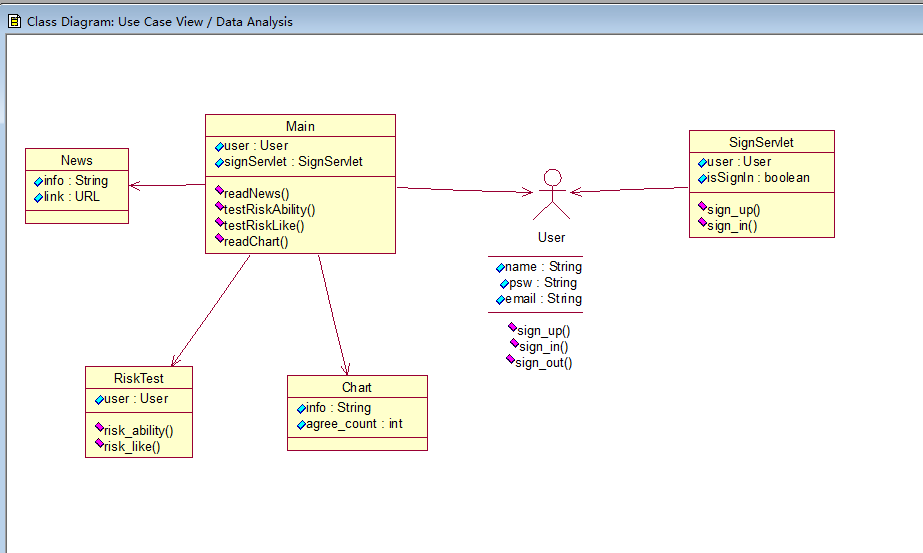 Class Diagram: Use Case View / Data Analysis
News
info : String
link : URL
Main
user : User
signServlet : SignServlet
readNews()
testRiskAbility()
testRiskLike()
readChart()
User
name : String
psw : String
email : String
sign_up()
sign_in()
sign_out()
SignServlet
user : User
isSignIn : boolean
sign_up()
sign_in()
RiskTest
user : User
risk_ability()
risk_like()
Chart
info : String
agree_count : int